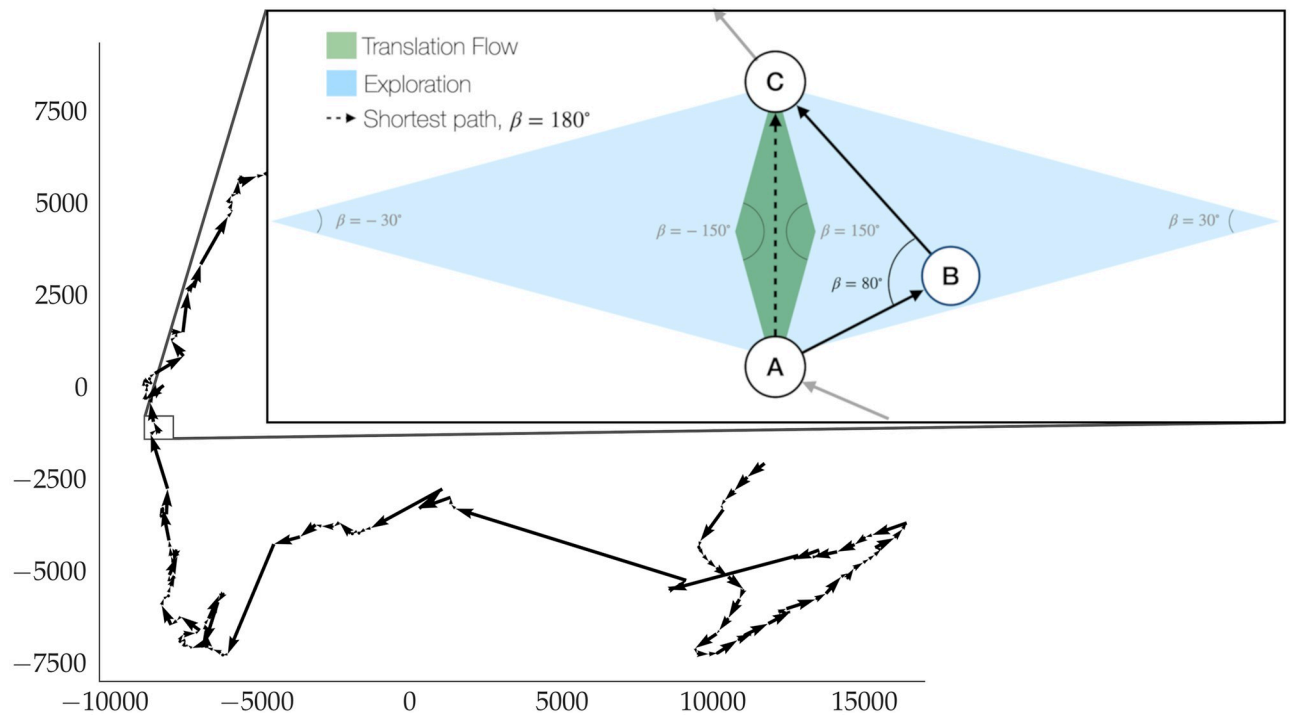 Translation Flow
Exploration
Shortest path, β = 180°
C
β = − 30°
β = − 150°
β = 150°
β = 30°
B
β = 80°
A
7500
5000
2500
0
−2500
−5000
−7500
−10000 −5000 0 5000 10000 15000